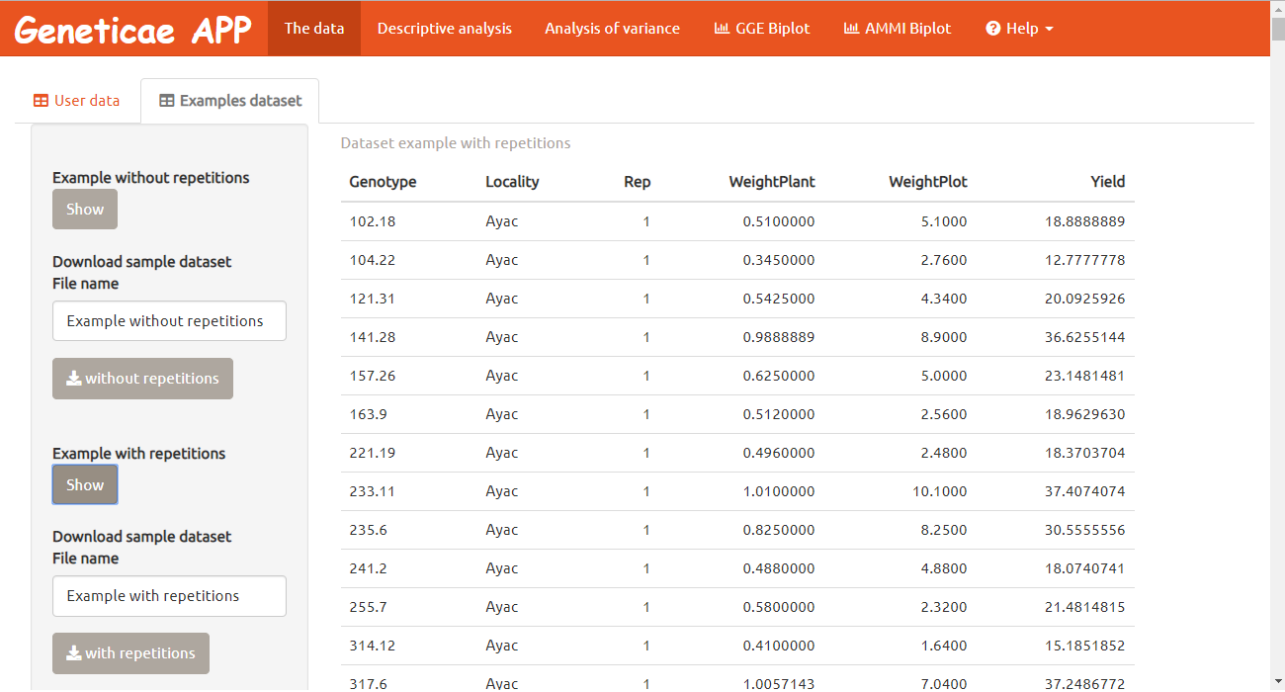 Geneticae APP The data Descriptive analysis Analysis of variance GGE Biplot AMMI Biplot Help
User data Examples dataset
Example without repetitions
Show
Download sample dataset
File name
Example without repetitions
without repetitions
Example with repetitions
Show
Download sample dataset
File name
Example with repetitions
with repetitions
Dataset example with repetitions
Genotype Locality Rep WeightPlant WeightPlot Yield
102.18 Ayac 1 0.5100000 5.1000 18.8888889
104.22 Ayac 1 0.3450000 2.7600 12.7777778
121.31 Ayac 1 0.5425000 4.3400 20.0925926
141.28 Ayac 1 0.9888889 8.9000 36.6255144
157.26 Ayac 1 0.6250000 5.0000 23.1481481
163.9 Ayac 1 0.5120000 2.5600 18.9629630
221.19 Ayac 1 0.4960000 2.4800 18.3703704
233.11 Ayac 1 1.0100000 10.1000 37.4074074
235.6 Ayac 1 0.8250000 8.2500 30.5555556
241.2 Ayac 1 0.4880000 4.8800 18.0740741
255.7 Ayac 1 0.5800000 2.3200 21.4814815
314.12 Ayac 1 0.4100000 1.6400 15.1851852
317.6 Ayac 1 1.0057143 7.0400 37.2486772